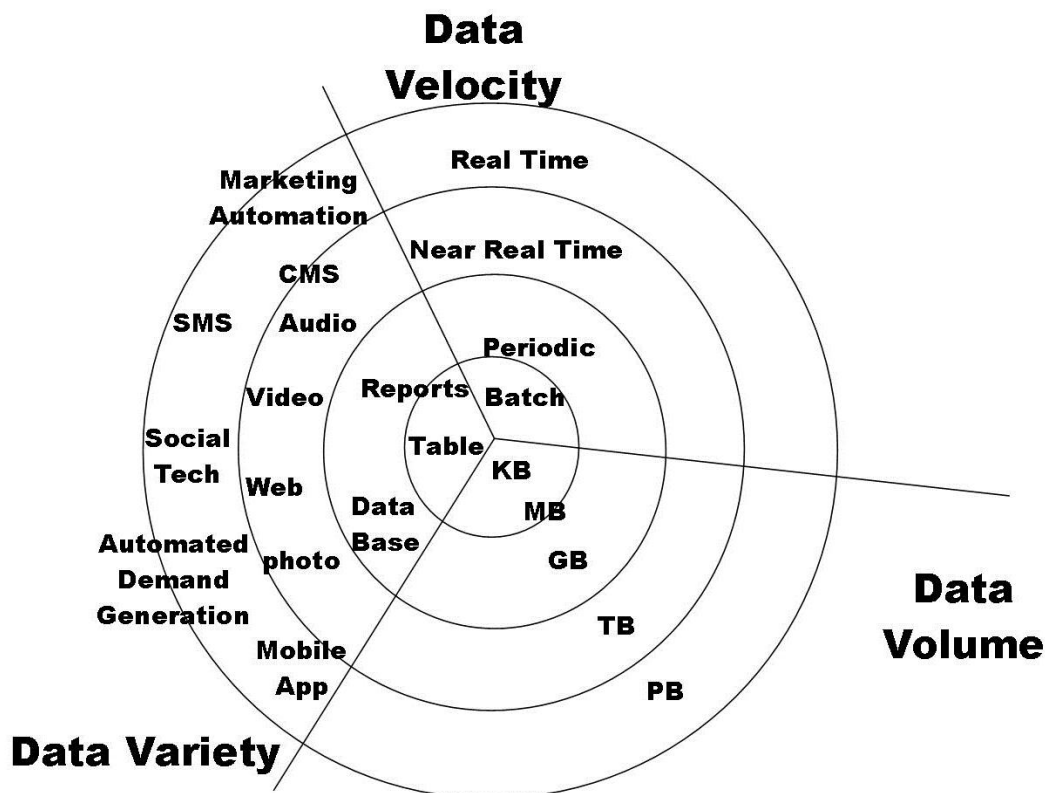 Data
Velocity
Real Time
Marketing
Automation
Near Real Time
CMS
SMS
Audio
Periodic
Reports
Batch
Video
Social
Tech
Table
KB
Web
Data
Base
MB
Automated
Demand
Generation
photo
GB
Data
Volume
TB
Mobile
App
PB
Data Variety